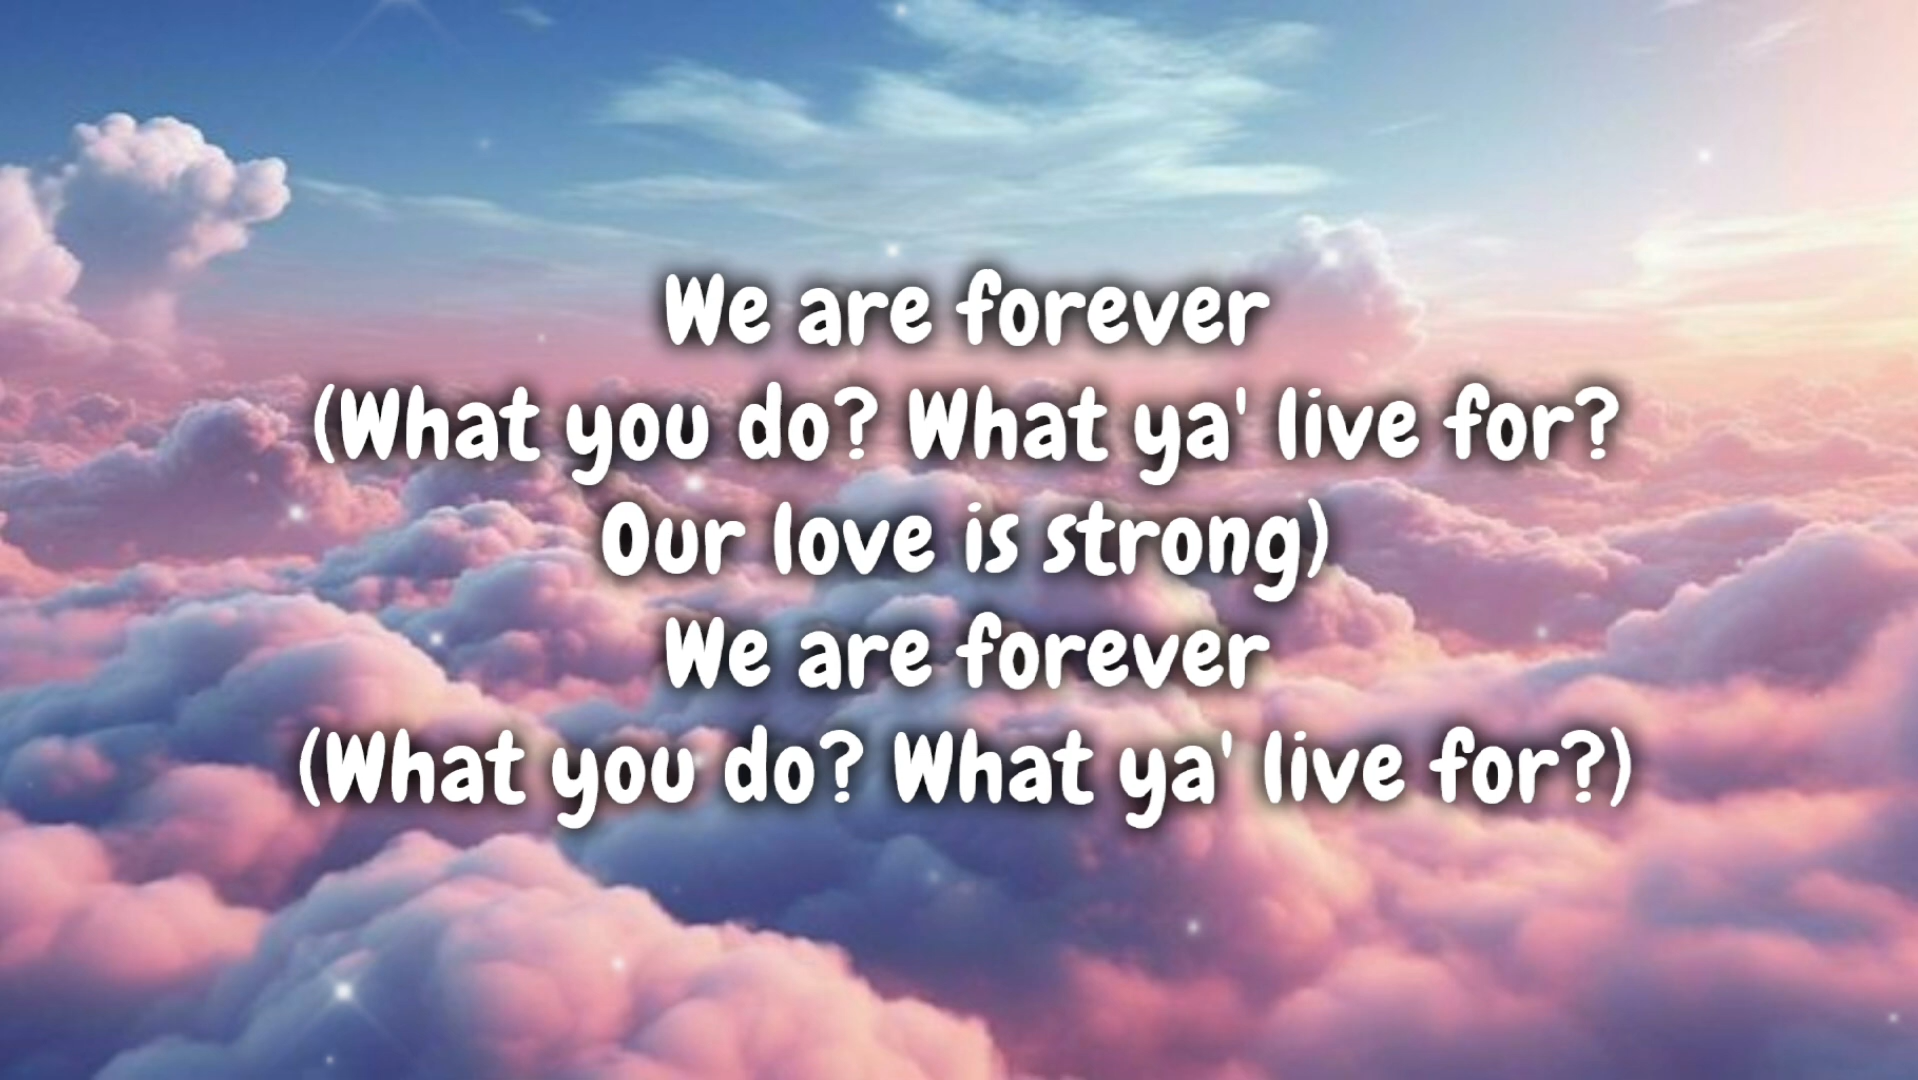 We are forever
(What you do? What ya' live for?
Our love is strong)
We are forever
(What you do? What ya' live for?)